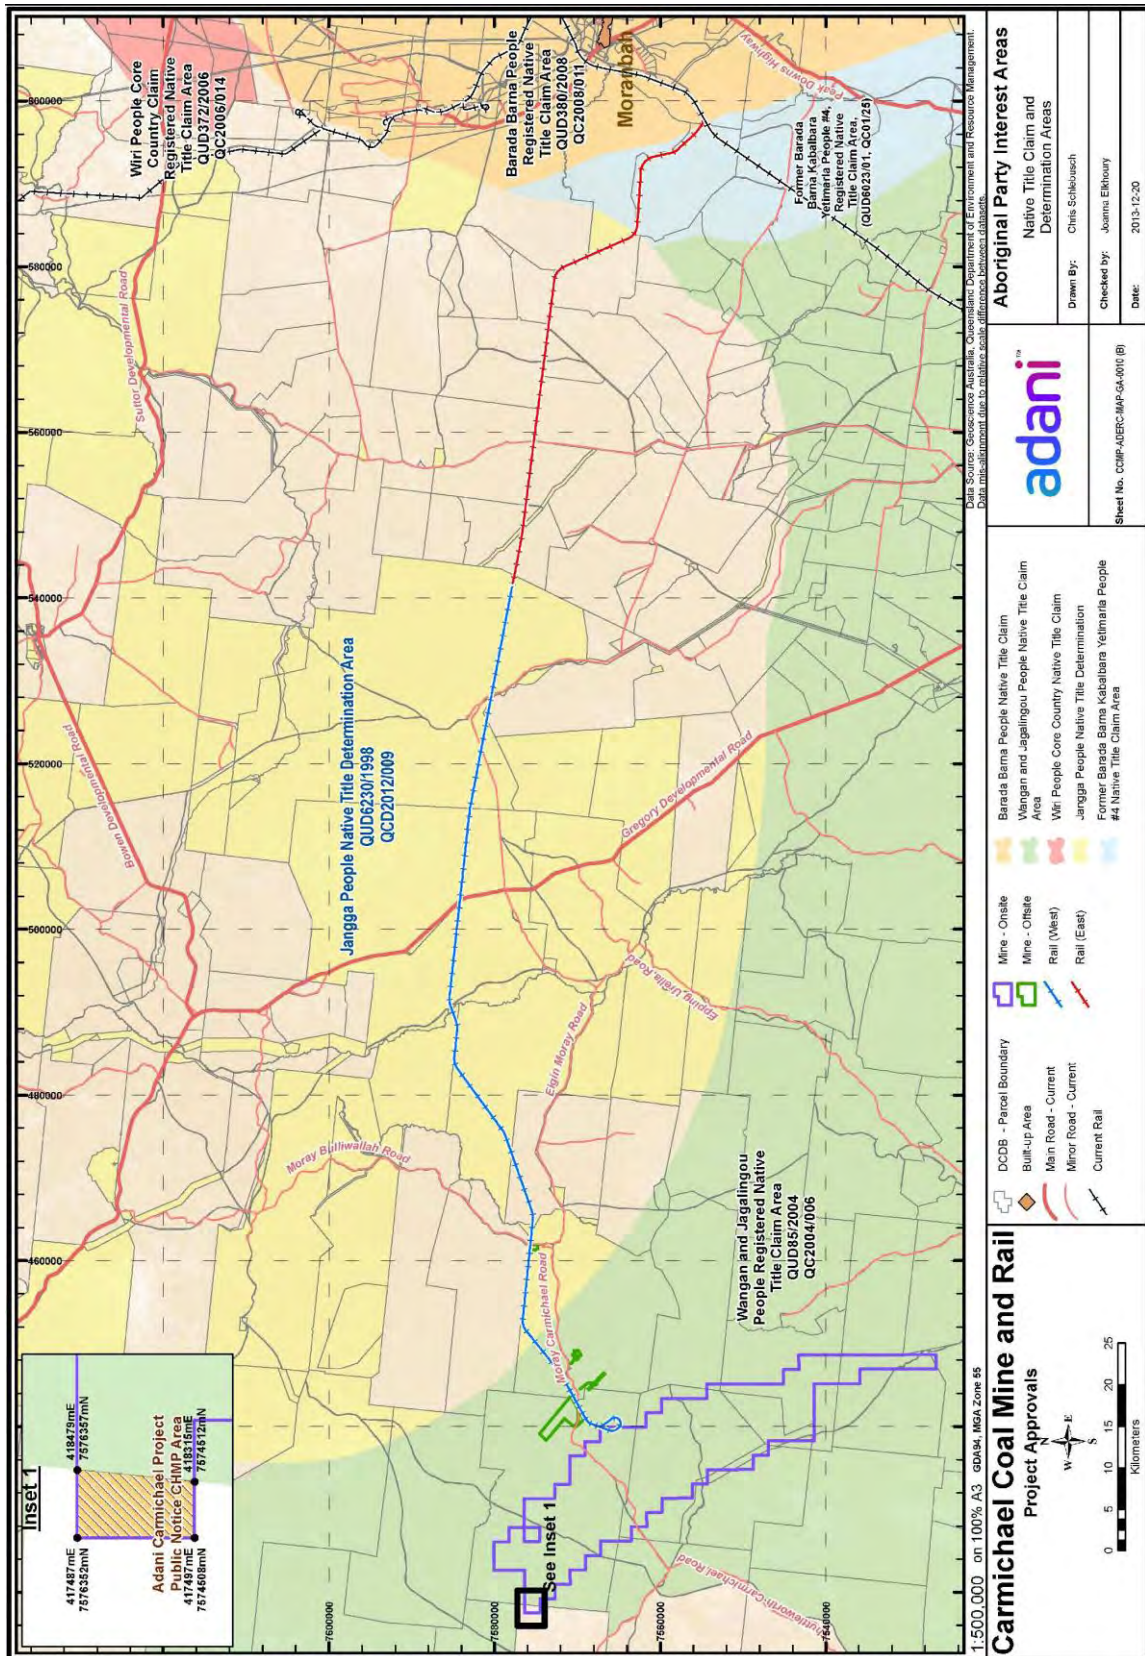 Inset 1
417487mE
7576352mN
418479mE
7576357mN
Adani Carmichael Project
Public Notice CHMP Area
417497mE
7574508mN
418315mE
7574512mN
460000
480000
500000
520000
540000
560000
580000
600000
7600000
7580000
7560000
7540000
Bowen Developmental Road
Suttor Developmental Road
Wiri People Core
Country Claim
Registered Native
Title Claim Area
QUD372/2006
QC2006/014
Barada Barna People
Registered Native
Title Claim Area
QUD380/2008
QC2008/011
Moranbah
Peak Downs Highway
Former Barada
Barna Kabalbara
Yetimarla People #4,
Registered Native
Title Claim Area,
(QUD6023/01, QC01/25)
Jangga People Native Title Determination Area
QUD6230/1998
QCD2012/009
Moray Bulliwallah Road
Gregory Developmental Road
Elgin Moray Road
Epping Urella Road
Moray Carmichael Road
Wangan and Jagalingou
People Registered Native
Title Claim Area
QUD85/2004
QC2004/006
See Inset 1
Shuttleworth Carmichael Road
1:500,000 on 100% A3 GDA94, MGA Zone 55
Data Source: Geoscience Australia, Queensland Department of Environment and Resource Management.
Data mis-alignment due to relative scale difference between datasets.
Carmichael Coal Mine and Rail
Project Approvals
N
W
E
S
0 5 10 15 20 25
Kilometers
DCDB - Parcel Boundary
Built-up Area
Main Road - Current
Minor Road - Current
Current Rail
Mine - Onsite
Mine - Offsite
Rail (West)
Rail (East)
Barada Barna People Native Title Claim
Wangan and Jagalingou People Native Title Claim
Area
Wiri People Core Country Native Title Claim
Jangga People Native Title Determination
Former Barada Barna Kabalbara Yetimarla People
#4 Native Title Claim Area
adani™
Sheet No. CCMP-ADERC-MAP-GA-0010 (B)
Aboriginal Party Interest Areas
Native Title Claim and
Determination Areas
Drawn By: Chris Schlebusch
Checked by: Joanna Elkhoury
Date: 2013-12-20